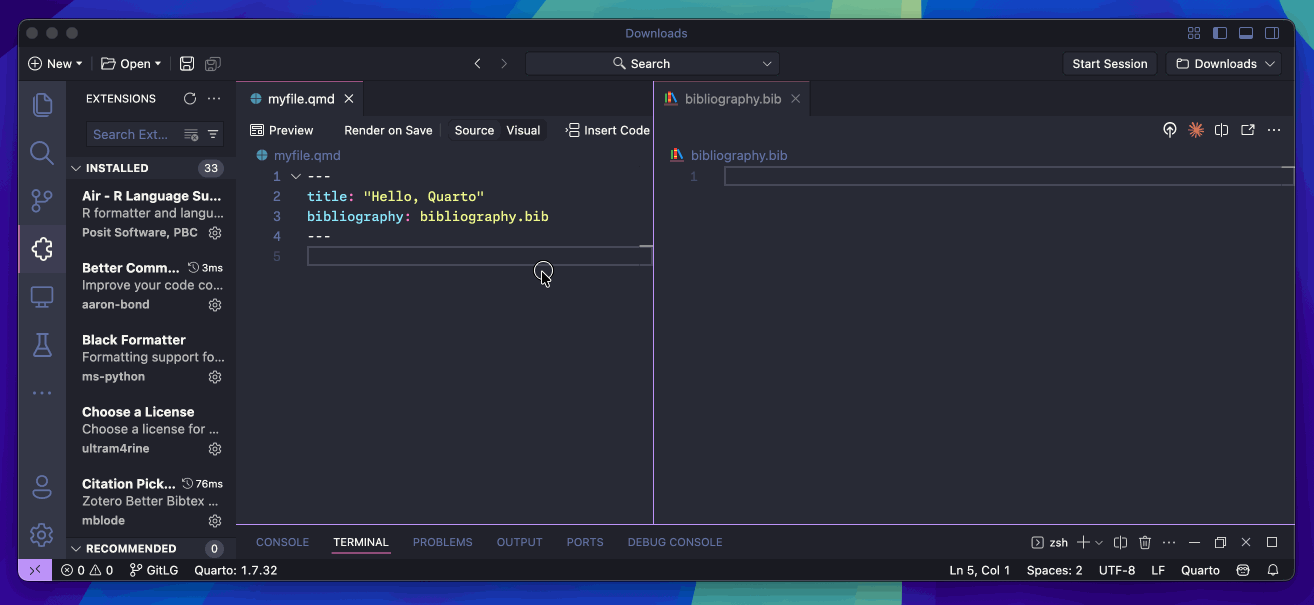 Downloads
New
Open
Search
Start Session
Downloads
EXTENSIONS
Search Ext...
INSTALLED
33
Air - R Language Su...
R formatter and langu...
Posit Software, PBC
Better Comm...
3ms
Improve your code co...
aaron-bond
Black Formatter
Formatting support fo...
ms-python
Choose a License
Choose a license for ...
ultram4rine
Citation Pick...
76ms
Zotero Better Bibtex ...
mblode
RECOMMENDED
0
myfile.qmd
Preview
Render on Save
Source
Visual
Insert Code
myfile.qmd
1 ---
2 title: "Hello, Quarto"
3 bibliography: bibliography.bib
4 ---
5
bibliography.bib
bibliography.bib
1
CONSOLE
TERMINAL
PROBLEMS
OUTPUT
PORTS
DEBUG CONSOLE
zsh
0
0
GitLG
Quarto: 1.7.32
Ln 5, Col 1
Spaces: 2
UTF-8
LF
Quarto